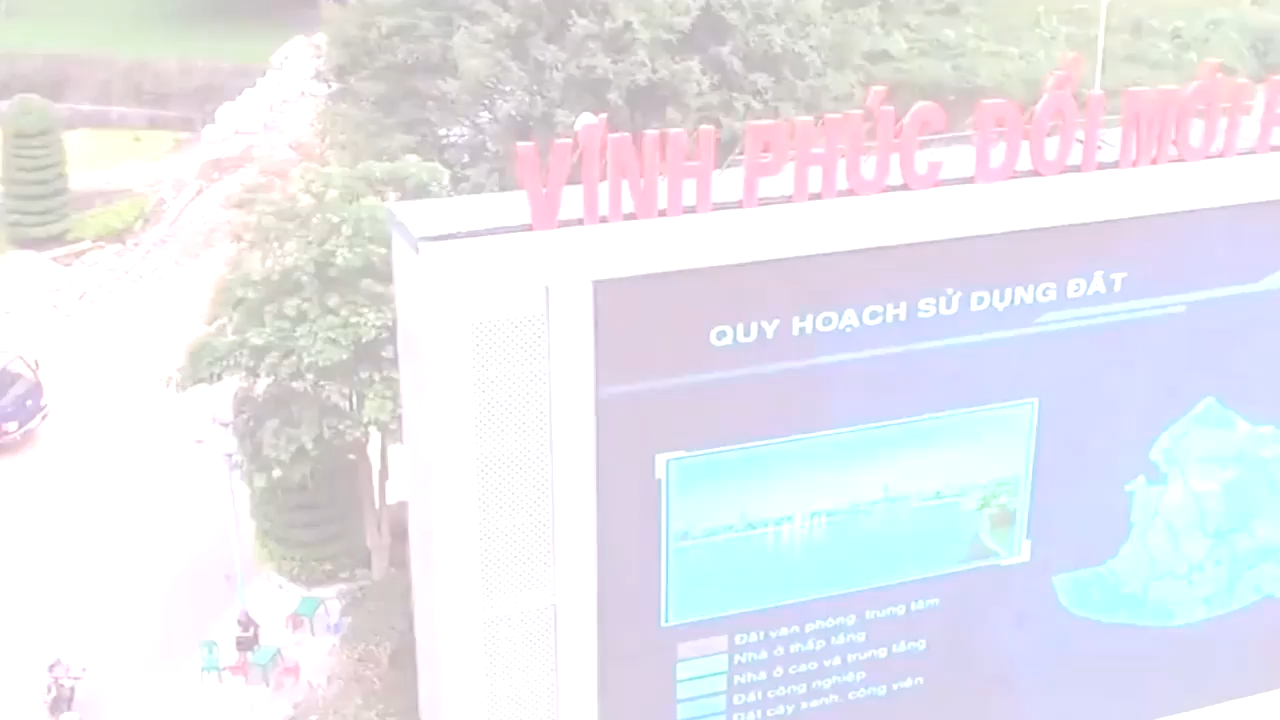 VĨNH PHÚC ĐỔI MỚI
QUY HOẠCH SỬ DỤNG ĐẤT
Đất văn phòng, trung tâm
Nhà ở thấp tầng
Nhà ở cao và trung tầng
Đất công nghiệp
Đất cây xanh, công viên